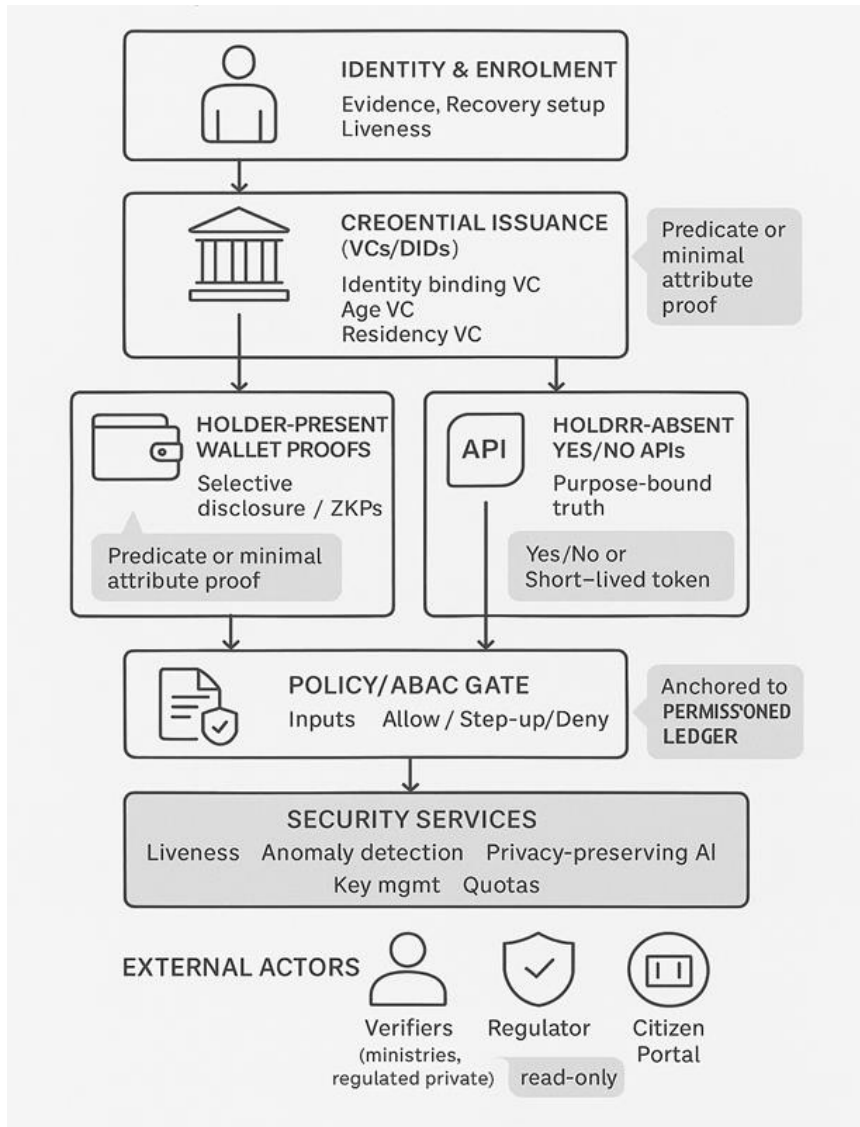 IDENTITY & ENROLMENT
Evidence, Recovery setup
Liveness
CREOENTIAL ISSUANCE
(VCs/DIDs)
Identity binding VC
Age VC
Residency VC
Predicate or
minimal
attribute
proof
HOLDER-PRESENT
WALLET PROOFS
Selective
disclosure / ZKPs
Predicate or minimal
attribute proof
API
HOLDRR-ABSENT
YES/NO APIs
Purpose-bound
truth
Yes/No or
Short-lived token
POLICY/ABAC GATE
Inputs Allow / Step-up/Deny
Anchored to
PERMISS'ONED
LEDGER
SECURITY SERVICES
Liveness Anomaly detection Privacy-preserving AI
Key mgmt Quotas
EXTERNAL ACTORS
Verifiers
(ministries,
regulated private)
Regulator
read-only
Citizen
Portal